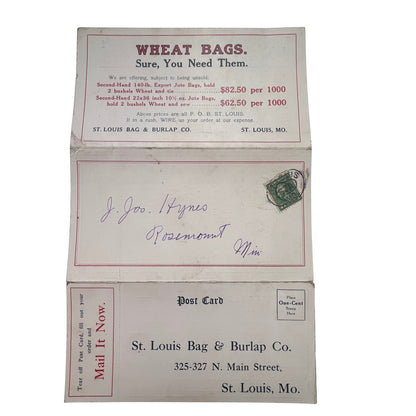 WHEAT BAGS.
Sure, You Need Them.
We are offering, subject to being unsold:
Second-Hand 140-lb. Export Jute Bags, hold
2 bushels Wheat and tie $82.50 per 1000
Second-Hand 22x36 inch 10½ oz. Jute Bags,
hold 2 bushels Wheat and sew $62.50 per 1000
Above prices are all F. O. B. ST. LOUIS.
If in a rush, WIRE us your order at our expense.
ST. LOUIS BAG & BURLAP CO. ST. LOUIS, MO.
J. Jos. Hynes
Rosemount
Min
Tear off Post Card, fill out your
order and
Mail It Now.
Post Card
Place
One-Cent
Stamp
Here
St. Louis Bag & Burlap Co.
325-327 N. Main Street,
St. Louis, Mo.